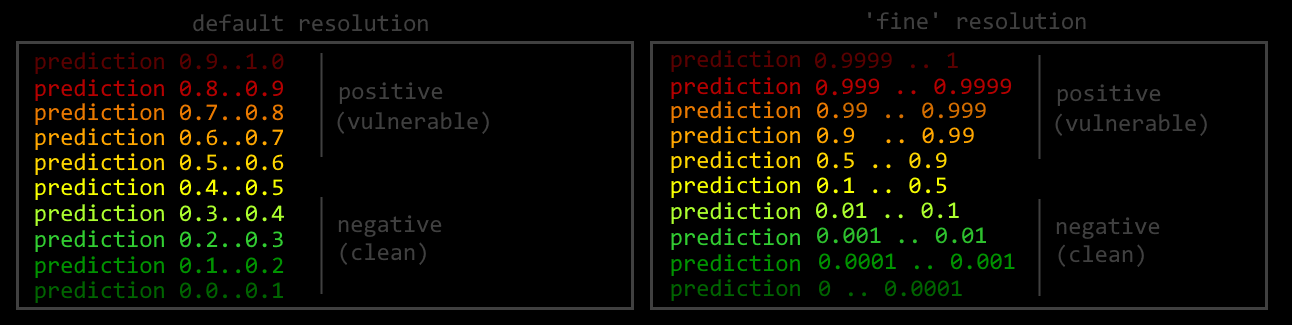 default resolution
prediction 0.9..1.0
prediction 0.8..0.9
prediction 0.7..0.8
prediction 0.6..0.7
prediction 0.5..0.6
prediction 0.4..0.5
prediction 0.3..0.4
prediction 0.2..0.3
prediction 0.1..0.2
prediction 0.0..0.1
positive
(vulnerable)
negative
(clean)
'fine' resolution
prediction 0.9999 .. 1
prediction 0.999 .. 0.9999
prediction 0.99 .. 0.999
prediction 0.9 .. 0.99
prediction 0.5 .. 0.9
prediction 0.1 .. 0.5
prediction 0.01 .. 0.1
prediction 0.001 .. 0.01
prediction 0.0001 .. 0.001
prediction 0 .. 0.0001
positive
(vulnerable)
negative
(clean)